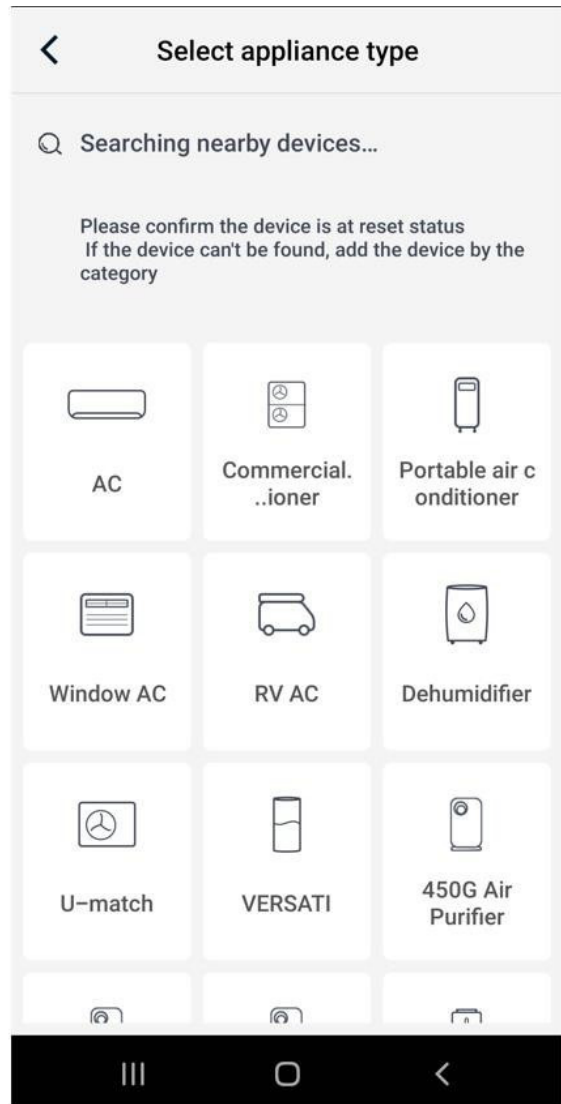 Select appliance type
Searching nearby devices...
Please confirm the device is at reset status
If the device can't be found, add the device by the
category
AC
Commercial.
..ioner
Portable air c
onditioner
Window AC
RV AC
Dehumidifier
U-match
VERSATI
450G Air
Purifier